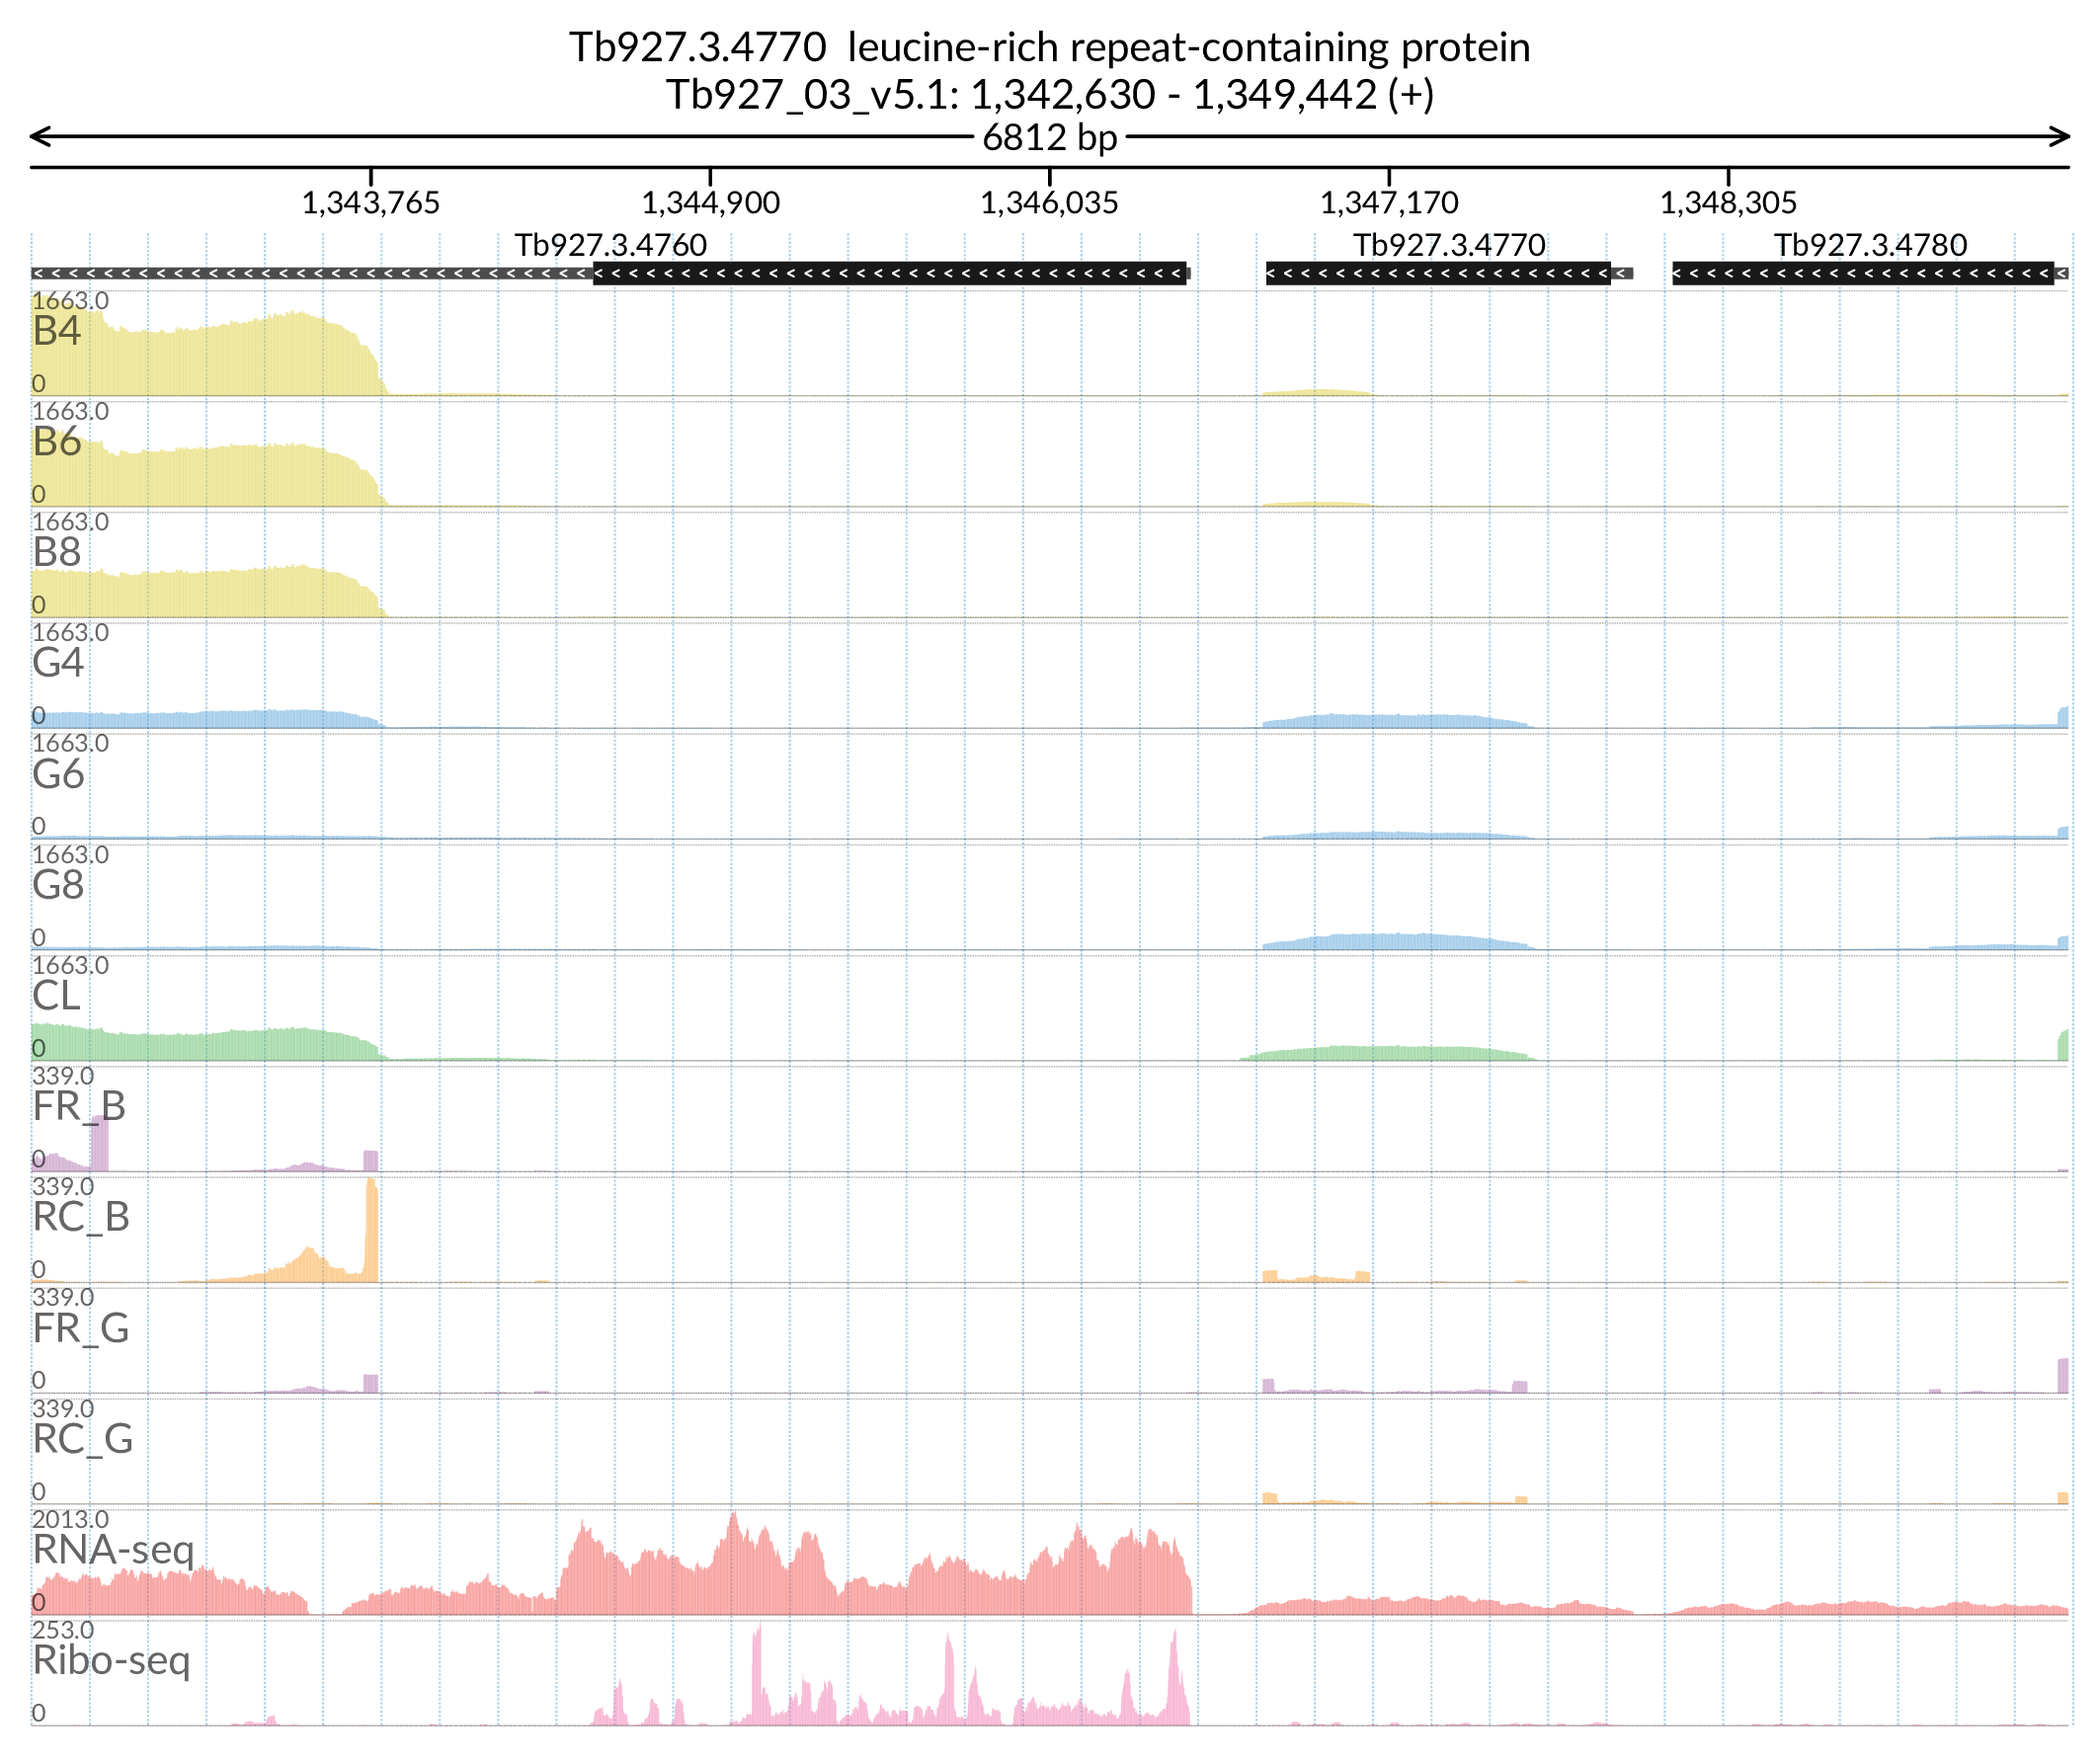 Tb927.3.4770  leucine-rich repeat-containing protein
Tb927_03_v5.1: 1,342,630 - 1,349,442 (+)
6812 bp
1,343,765 1,344,900 1,346,035 1,347,170 1,348,305
Tb927.3.4760 Tb927.3.4770 Tb927.3.4780
1663.0
B4
0
1663.0
B6
0
1663.0
B8
0
1663.0
G4
0
1663.0
G6
0
1663.0
G8
0
1663.0
CL
0
339.0
FR_B
0
339.0
RC_B
0
339.0
FR_G
0
339.0
RC_G
0
2013.0
RNA-seq
0
253.0
Ribo-seq
0